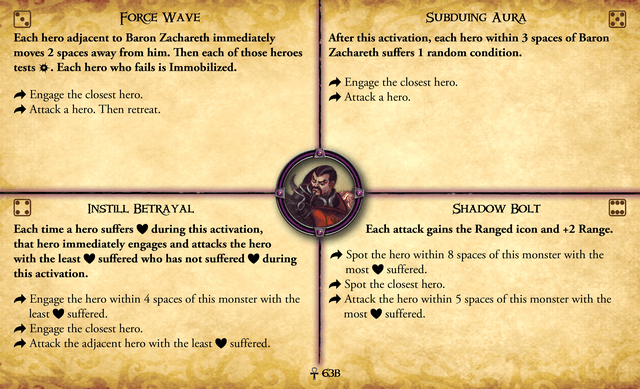 FORCE WAVE
Each hero adjacent to Baron Zachareth immediately
moves 2 spaces away from him. Then each of those heroes
tests . Each hero who fails is Immobilized.
Engage the closest hero.
Attack a hero. Then retreat.
SUBDUING AURA
After this activation, each hero within 3 spaces of Baron
Zachareth suffers 1 random condition.
Engage the closest hero.
Attack a hero.
INSTILL BETRAYAL
Each time a hero suffers ♥ during this activation,
that hero immediately engages and attacks the hero
with the least ♥ suffered who has not suffered ♥ during
this activation.
Engage the hero within 4 spaces of this monster with the
least ♥ suffered.
Engage the closest hero.
Attack the adjacent hero with the least ♥ suffered.
SHADOW BOLT
Each attack gains the Ranged icon and +2 Range.
Spot the hero within 8 spaces of this monster with the
most ♥ suffered.
Spot the closest hero.
Attack the hero within 5 spaces of this monster with the
most ♥ suffered.
63B